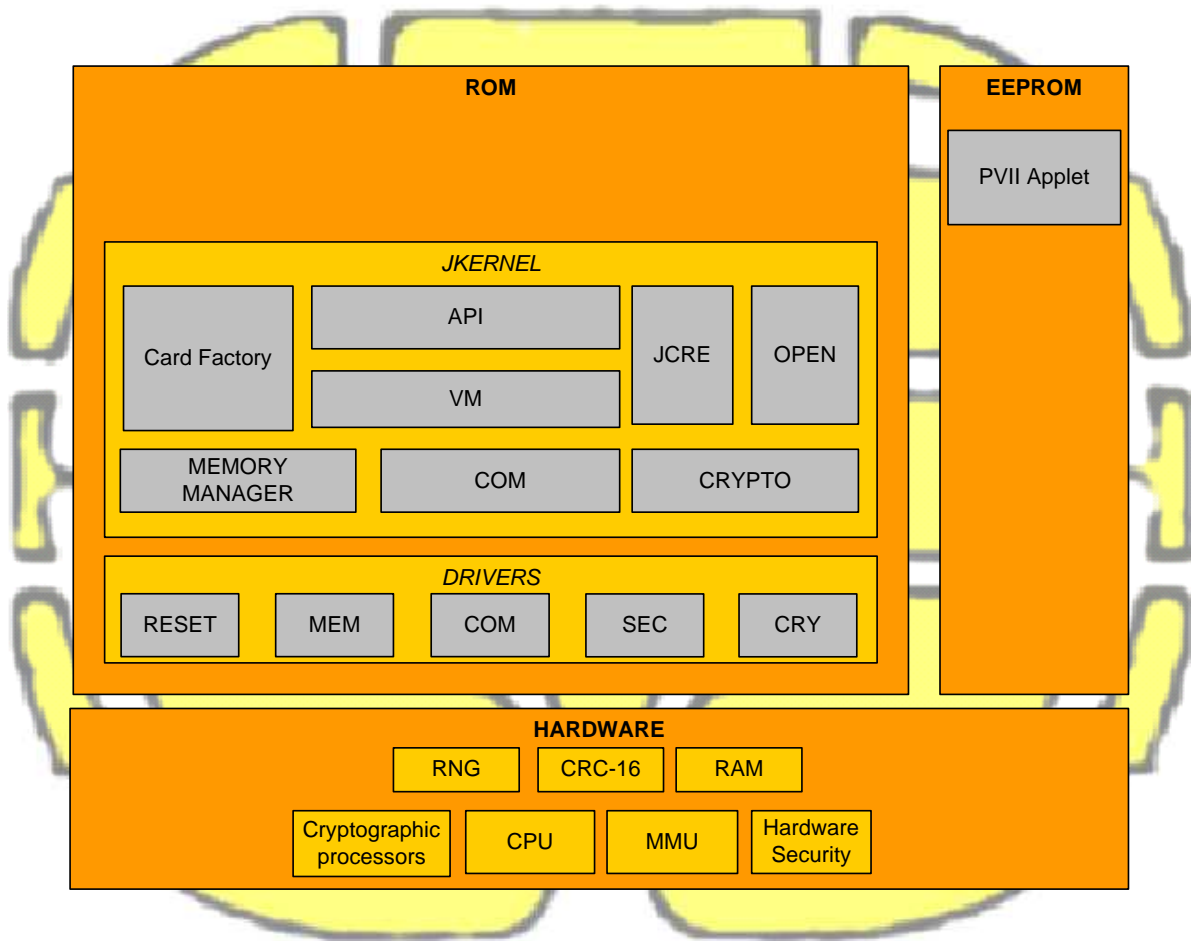 ROM
EEPROM
PVII Applet
JKERNEL
Card Factory
API
VM
JCRE
OPEN
MEMORY
MANAGER
COM
CRYPTO
DRIVERS
RESET
MEM
COM
SEC
CRY
HARDWARE
RNG
CRC-16
RAM
Cryptographic
processors
CPU
MMU
Hardware
Security